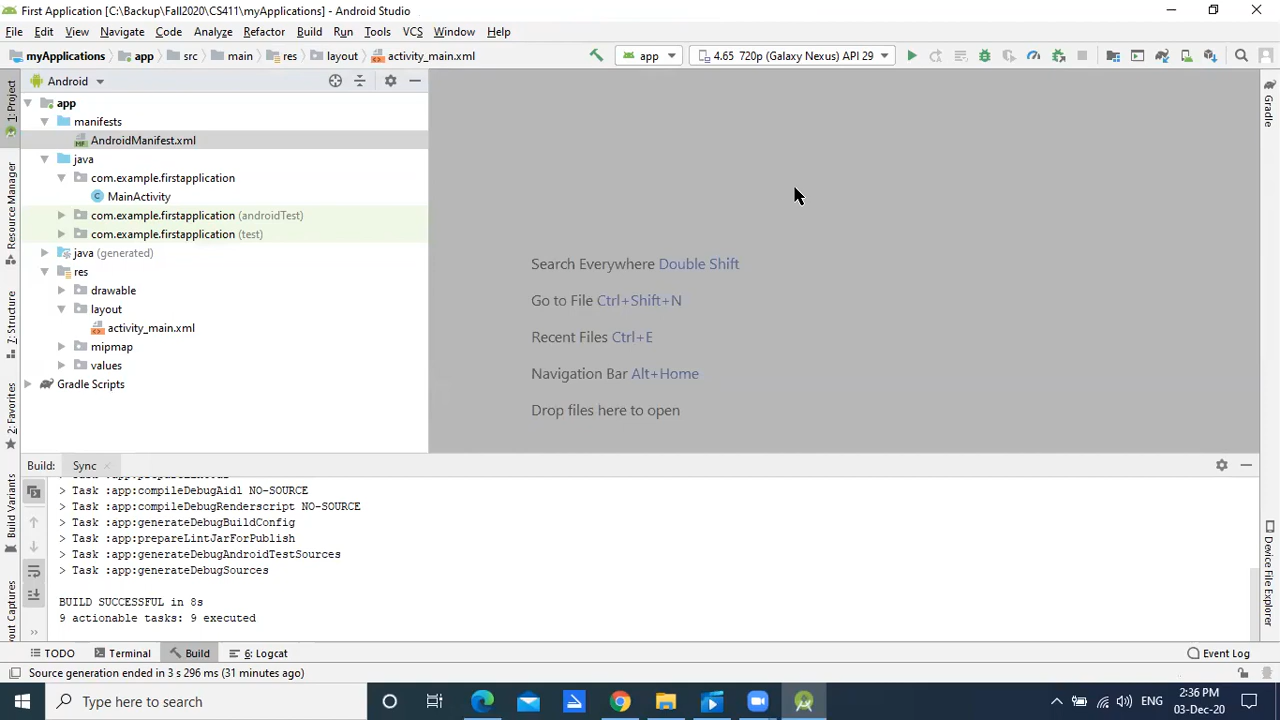 First Application [C:\Backup\Fall2020\CS411\myApplications] - Android Studio
File Edit View Navigate Code Analyze Refactor Build Run Tools VCS Window Help
myApplications app src main res layout activity_main.xml app 4.65 720p (Galaxy Nexus) API 29
Android
1: Project
Resource Manager
Z: Structure
2: Favorites
Build Variants
app
manifests
AndroidManifest.xml
java
com.example.firstapplication
MainActivity
com.example.firstapplication (androidTest)
com.example.firstapplication (test)
java (generated)
res
drawable
layout
activity_main.xml
mipmap
values
Gradle Scripts
Search Everywhere Double Shift
Go to File Ctrl+Shift+N
Recent Files Ctrl+E
Navigation Bar Alt+Home
Drop files here to open
Gradle
Device File Explorer
Build: Sync
> Task :app:compileDebugAidl NO-SOURCE
> Task :app:compileDebugRenderscript NO-SOURCE
> Task :app:generateDebugBuildConfig
> Task :app:prepareLintJarForPublish
> Task :app:generateDebugAndroidTestSources
> Task :app:generateDebugSources
BUILD SUCCESSFUL in 8s
9 actionable tasks: 9 executed
TODO Terminal Build 6: Logcat Event Log
Source generation ended in 3 s 296 ms (31 minutes ago)
Type here to search
ENG
2:36 PM
03-Dec-20